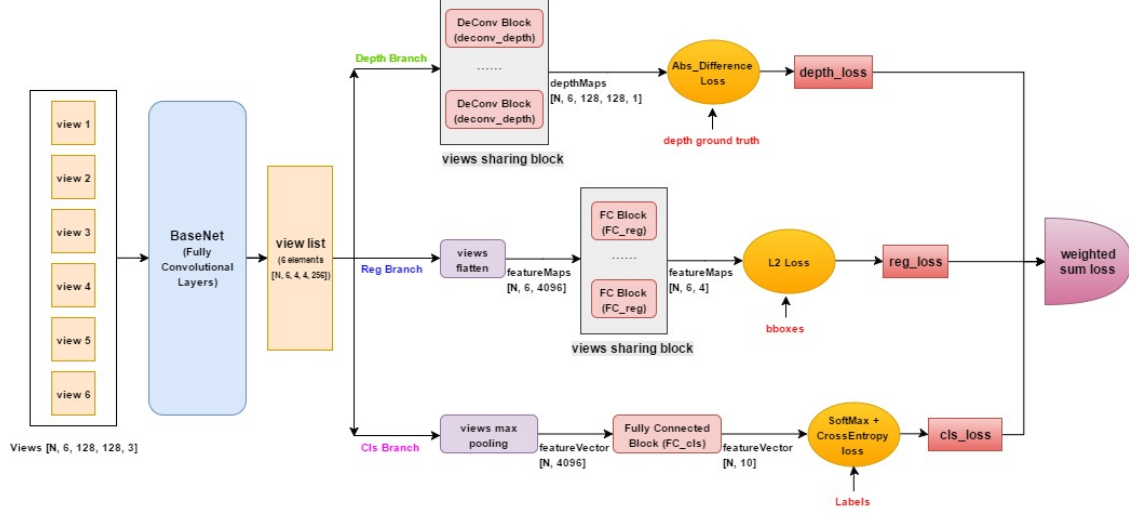 view 1
view 2
view 3
view 4
view 5
view 6
Views [N, 6, 128, 128, 3]
BaseNet
(Fully
Convolutional
Layers)
view list
(6 elements
[N, 6, 4, 4, 256])
Depth Branch
DeConv Block
(deconv_depth)
......
DeConv Block
(deconv_depth)
views sharing block
depthMaps
[N, 6, 128, 128, 1]
Abs_Difference
Loss
depth ground truth
depth_loss
Reg Branch
views
flatten
featureMaps
[N, 6, 4096]
FC Block
(FC_reg)
......
FC Block
(FC_reg)
views sharing block
featureMaps
[N, 6, 4]
L2 Loss
bboxes
reg_loss
Cls Branch
views max
pooling
featureVector
[N, 4096]
Fully Connected
Block (FC_cls)
featureVector
[N, 10]
SoftMax +
CrossEntropy
loss
Labels
cls_loss
weighted
sum loss